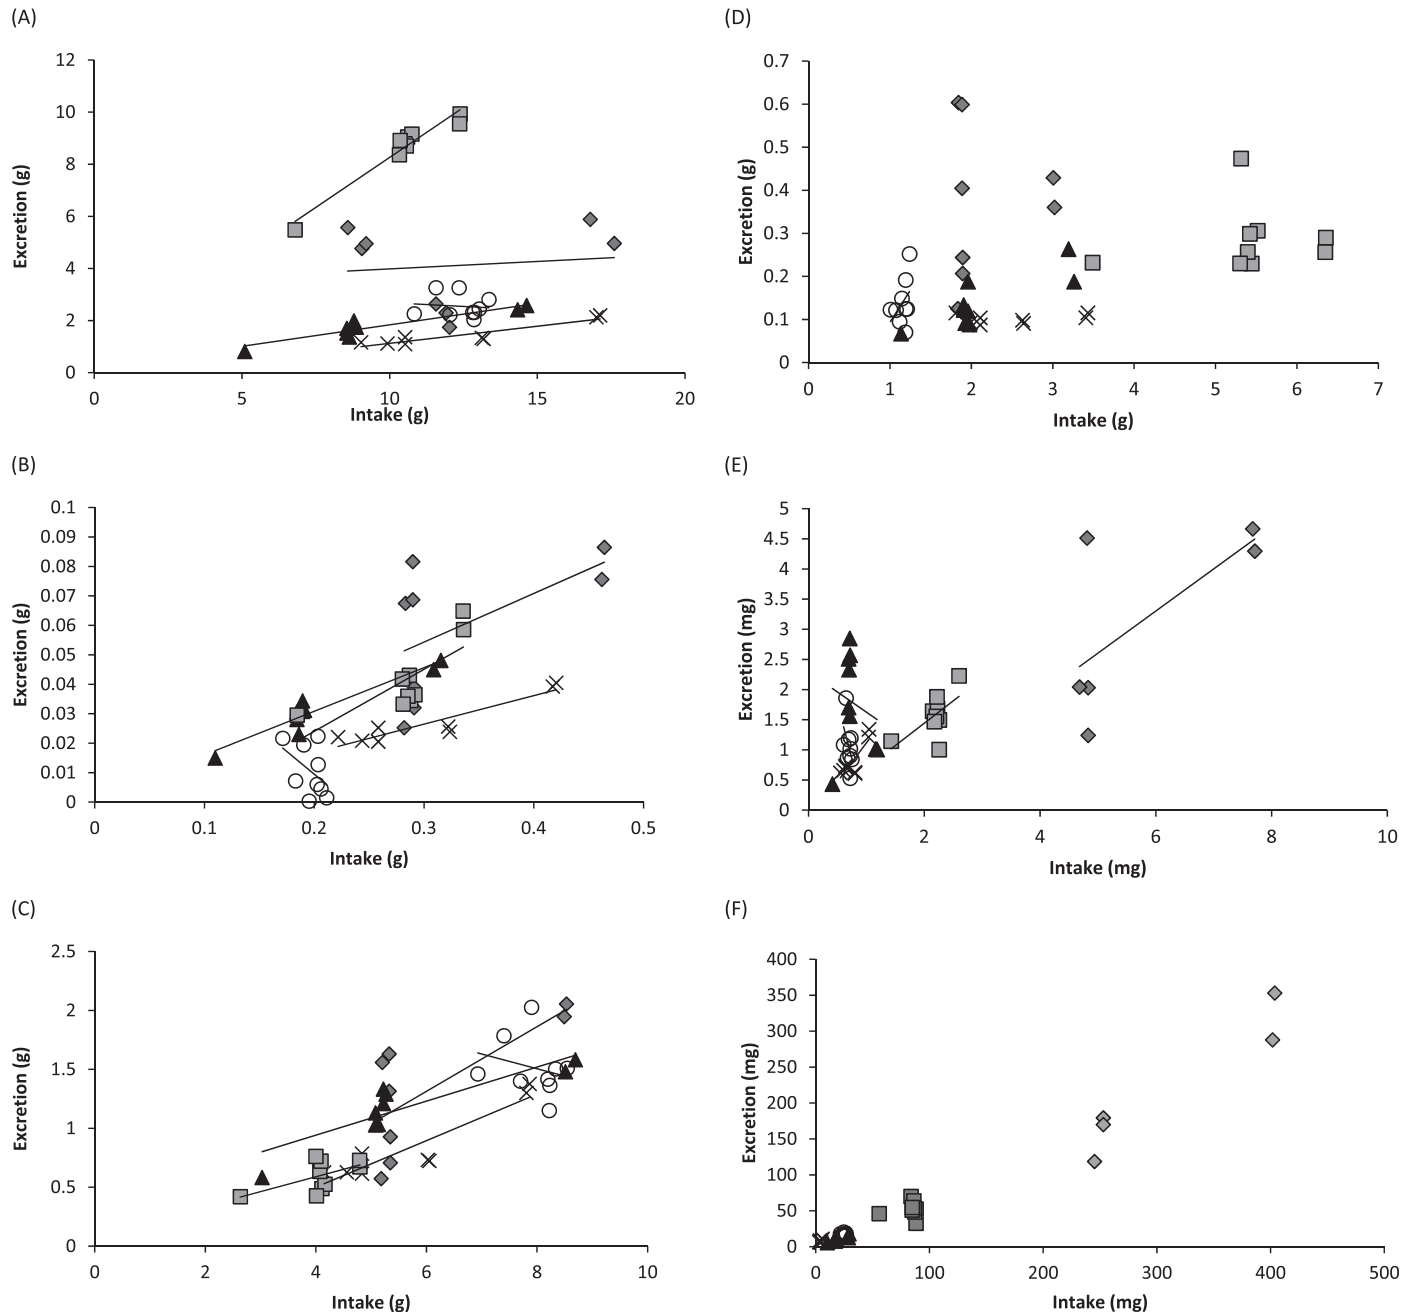 (A)
12
10
8
6
4
2
0
Excretion (g)
0 5 10 15 20
Intake (g)
(D)
0.7
0.6
0.5
0.4
0.3
0.2
0.1
0
Excretion (g)
0 1 2 3 4 5 6 7
Intake (g)
(B)
0.1
0.09
0.08
0.07
0.06
0.05
0.04
0.03
0.02
0.01
0
Excretion (g)
0 0.1 0.2 0.3 0.4 0.5
Intake (g)
(E)
5
4.5
4
3.5
3
2.5
2
1.5
1
0.5
0
Excretion (mg)
0 2 4 6 8 10
Intake (mg)
(C)
2.5
2
1.5
1
0.5
0
Excretion (g)
0 2 4 6 8 10
Intake (g)
(F)
400
350
300
250
200
150
100
50
0
Excretion (mg)
0 100 200 300 400 500
Intake (mg)